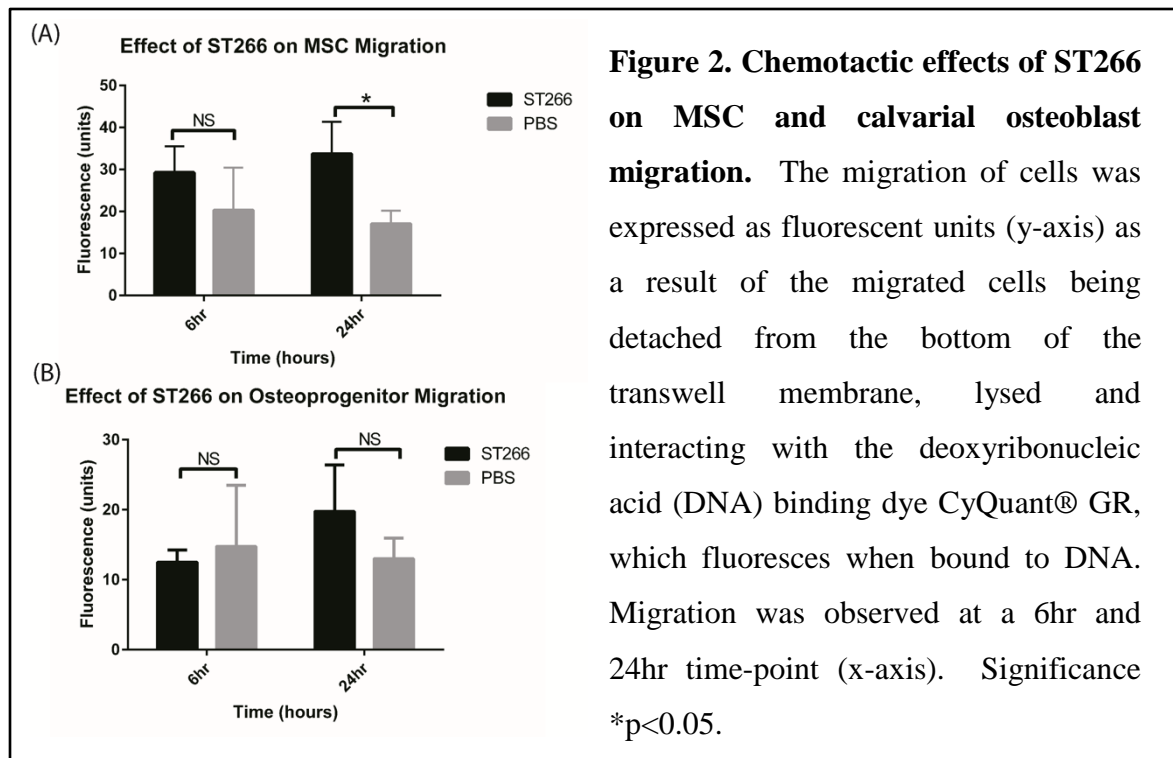 (A)
Effect of ST266 on MSC Migration
50
40
30
20
10
0
Fluorescence (units)
NS
*
ST266
PBS
6hr
24hr
Time (hours)
(B)
Effect of ST266 on Osteoprogenitor Migration
30
20
10
0
Fluorescence (units)
NS
NS
ST266
PBS
6hr
24hr
Time (hours)
Figure 2. Chemotactic effects of ST266
on MSC and calvarial osteoblast
migration. The migration of cells was
expressed as fluorescent units (y-axis) as
a result of the migrated cells being
detached from the bottom of the
transwell membrane, lysed and
interacting with the deoxyribonucleic
acid (DNA) binding dye CyQuant® GR,
which fluoresces when bound to DNA.
Migration was observed at a 6hr and
24hr time-point (x-axis). Significance
*p<0.05.